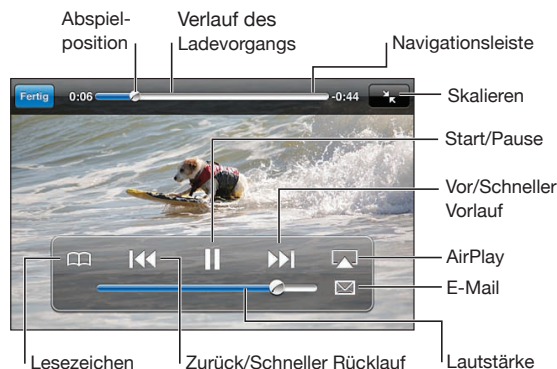 Abspiel-
position
Verlauf des
Ladevorgangs
Navigationsleiste
Fertig
0:06
-0:44
Skalieren
Start/Pause
Vor/Schneller
Vorlauf
AirPlay
E-Mail
Lesezeichen
Zurück/Schneller Rücklauf
Lautstärke